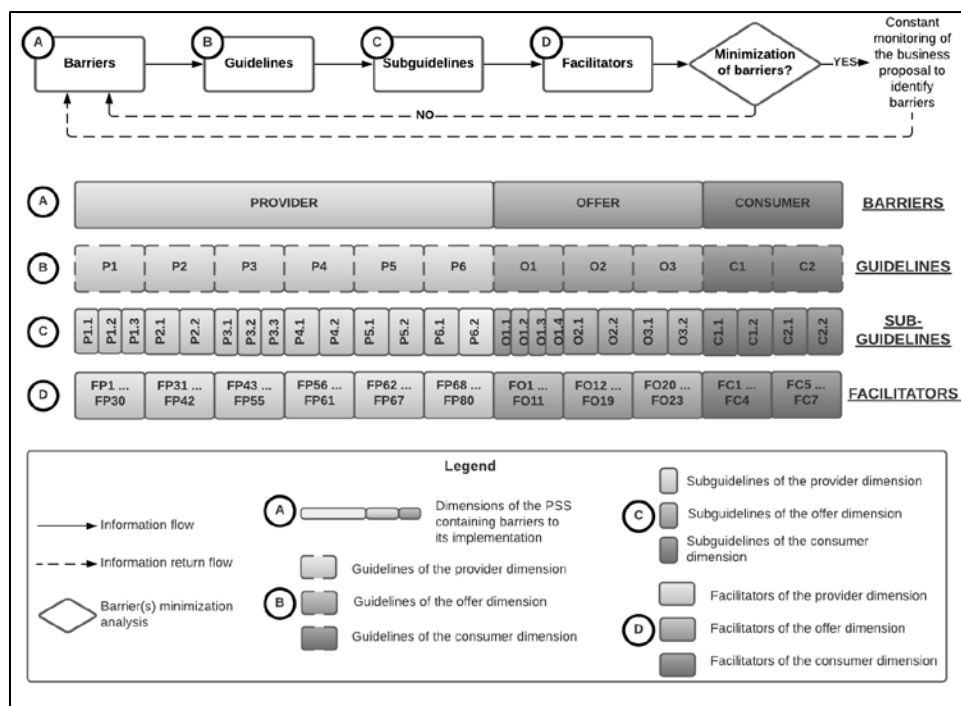 A
Barriers
B
Guidelines
C
Subguidelines
D
Facilitators
Minimization
of barriers?
YES
Constant
monitoring of
the business
proposal to
identify
barriers
NO
A
PROVIDER
OFFER
CONSUMER
BARRIERS
B
P1
P2
P3
P4
P5
P6
O1
O2
O3
C1
C2
GUIDELINES
C
P1.1
P1.2
P1.3
P2.1
P2.2
P3.1
P3.2
P3.3
P4.1
P4.2
P5.1
P5.2
P6.1
P6.2
O1.1
O1.2
O1.3
O1.4
O2.1
O2.2
O3.1
O3.2
C1.1
C1.2
C2.1
C2.2
SUB-
GUIDELINES
D
FP1 ...
FP30
FP31 ...
FP42
FP43 ...
FP55
FP56 ...
FP61
FP62 ...
FP67
FP68 ...
FP80
FO1 ...
FO11
FO12 ...
FO19
FO20 ...
FO23
FC1 ...
FC4
FC5 ...
FC7
FACILITATORS
Legend
Information flow
Information return flow
Barrier(s) minimization
analysis
A
Dimensions of the PSS
containing barriers to
its implementation
B
Guidelines of the provider dimension
Guidelines of the offer dimension
Guidelines of the consumer dimension
C
Subguidelines of the provider dimension
Subguidelines of the offer dimension
Subguidelines of the consumer
dimension
D
Facilitators of the provider dimension
Facilitators of the offer dimension
Facilitators of the consumer dimension